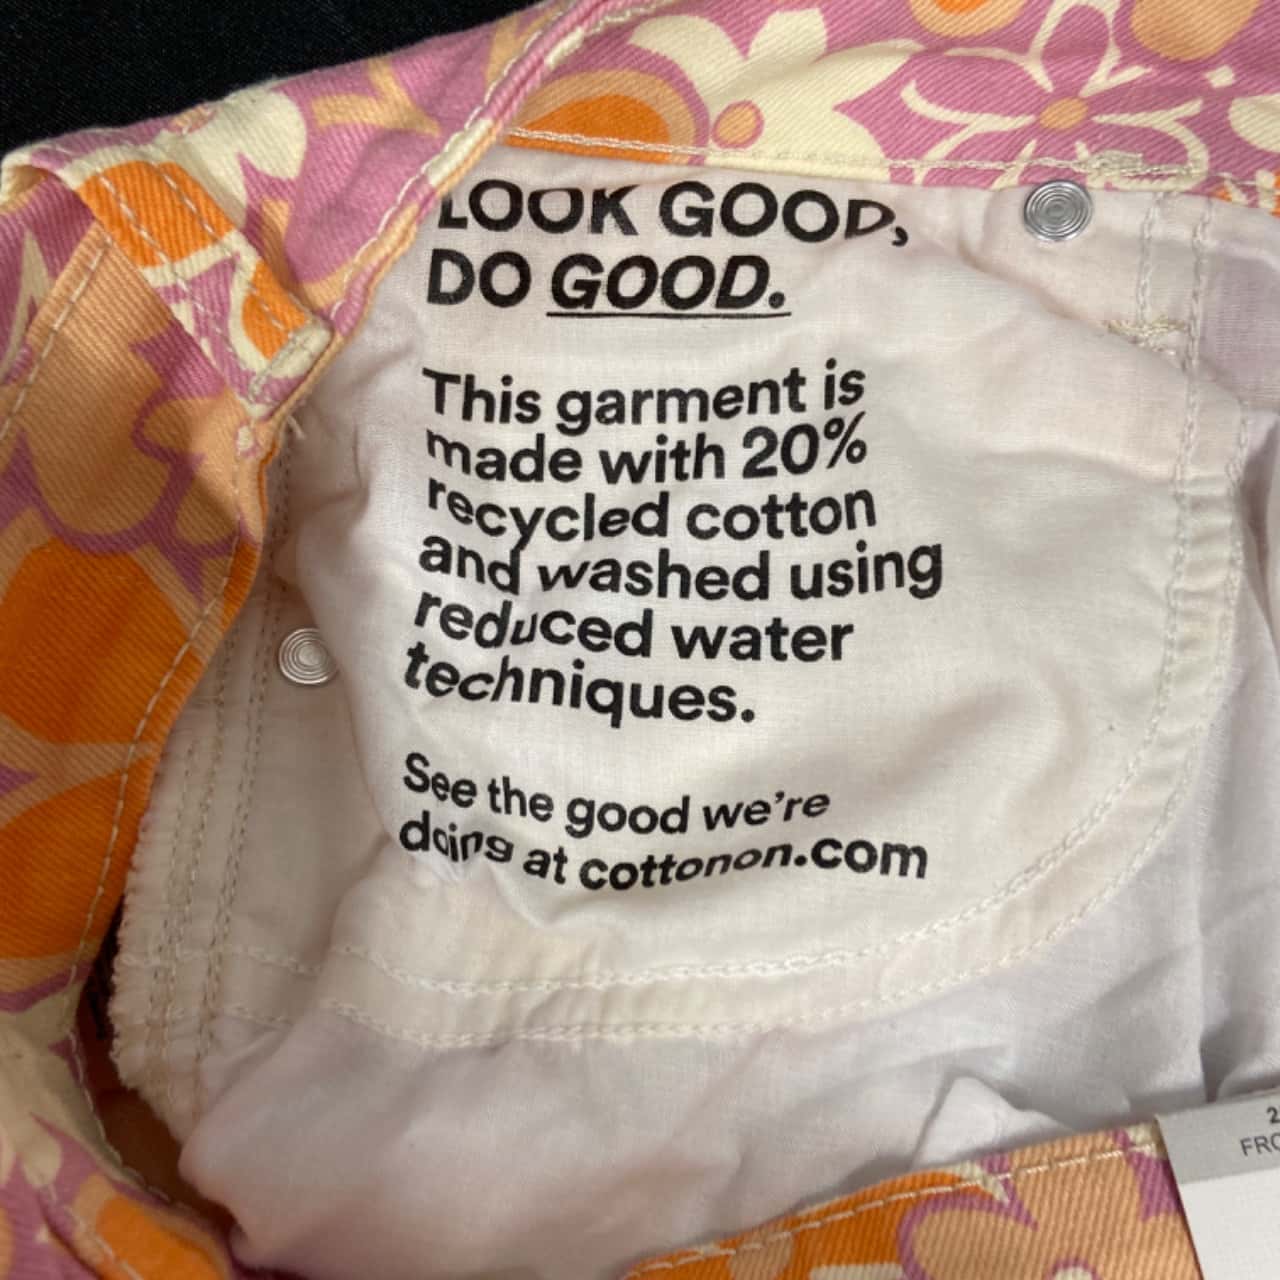 LOOK GOOD,
DO GOOD.
This garment is
made with 20%
recycled cotton
and washed using
reduced water
techniques.
See the good we're
doing at cottonon.com